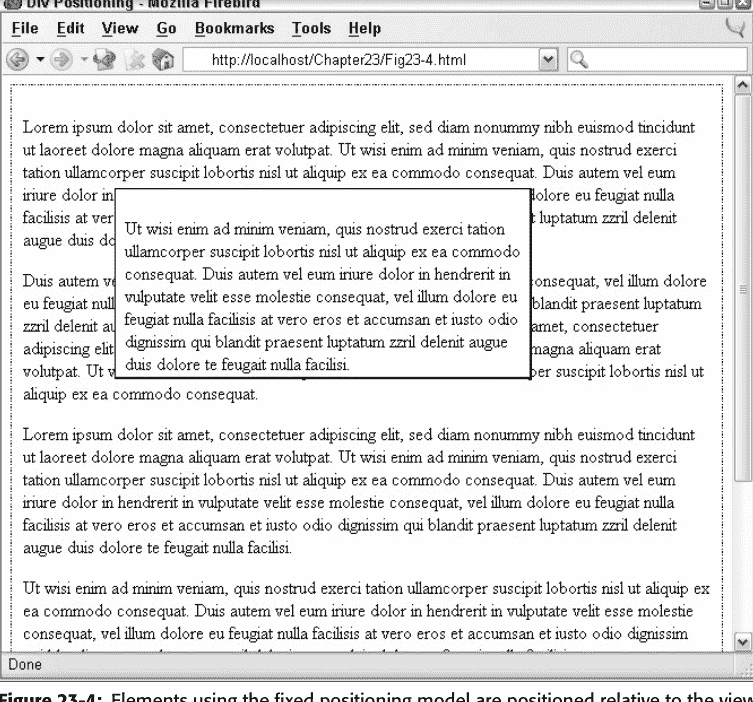 Div Positioning - Mozilla Firebird
File Edit View Go Bookmarks Tools Help
http://localhost/Chapter23/Fig23-4.html
Lorem ipsum dolor sit amet, consectetuer adipiscing elit, sed diam nonummy nibh euismod tincidunt
ut laoreet dolore magna aliquam erat volutpat. Ut wisi enim ad minim veniam, quis nostrud exerci
tation ullamcorper suscipit lobortis nisl ut aliquip ex ea commodo consequat. Duis autem vel eum
iriure dolor in dolore eu feugiat nulla
facilisis at ver t luptatum zzril delenit
augue duis do
Ut wisi enim ad minim veniam, quis nostrud exerci tation
ullamcorper suscipit lobortis nisl ut aliquip ex ea commodo
consequat. Duis autem vel eum iriure dolor in hendrerit in
vulputate velit esse molestie consequat, vel illum dolore eu
feugiat nulla facilisis at vero eros et accumsan et iusto odio
dignissim qui blandit praesent luptatum zzril delenit augue
duis dolore te feugait nulla facilisi.
Duis autem ve consequat, vel illum dolore
eu feugiat null blandit praesent luptatum
zzril delenit au amet, consectetuer
adipiscing elit magna aliquam erat
volutpat. Ut v per suscipit lobortis nisl ut
aliquip ex ea commodo consequat.
Lorem ipsum dolor sit amet, consectetuer adipiscing elit, sed diam nonummy nibh euismod tincidunt
ut laoreet dolore magna aliquam erat volutpat. Ut wisi enim ad minim veniam, quis nostrud exerci
tation ullamcorper suscipit lobortis nisl ut aliquip ex ea commodo consequat. Duis autem vel eum
iriure dolor in hendrerit in vulputate velit esse molestie consequat, vel illum dolore eu feugiat nulla
facilisis at vero eros et accumsan et iusto odio dignissim qui blandit praesent luptatum zzril delenit
augue duis dolore te feugait nulla facilisi.
Ut wisi enim ad minim veniam, quis nostrud exerci tation ullamcorper suscipit lobortis nisl ut aliquip ex
ea commodo consequat. Duis autem vel eum iriure dolor in hendrerit in vulputate velit esse molestie
consequat, vel illum dolore eu feugiat nulla facilisis at vero eros et accumsan et iusto odio dignissim
Done
Figure 23-4: Elements using the fixed positioning model are positioned relative to the view